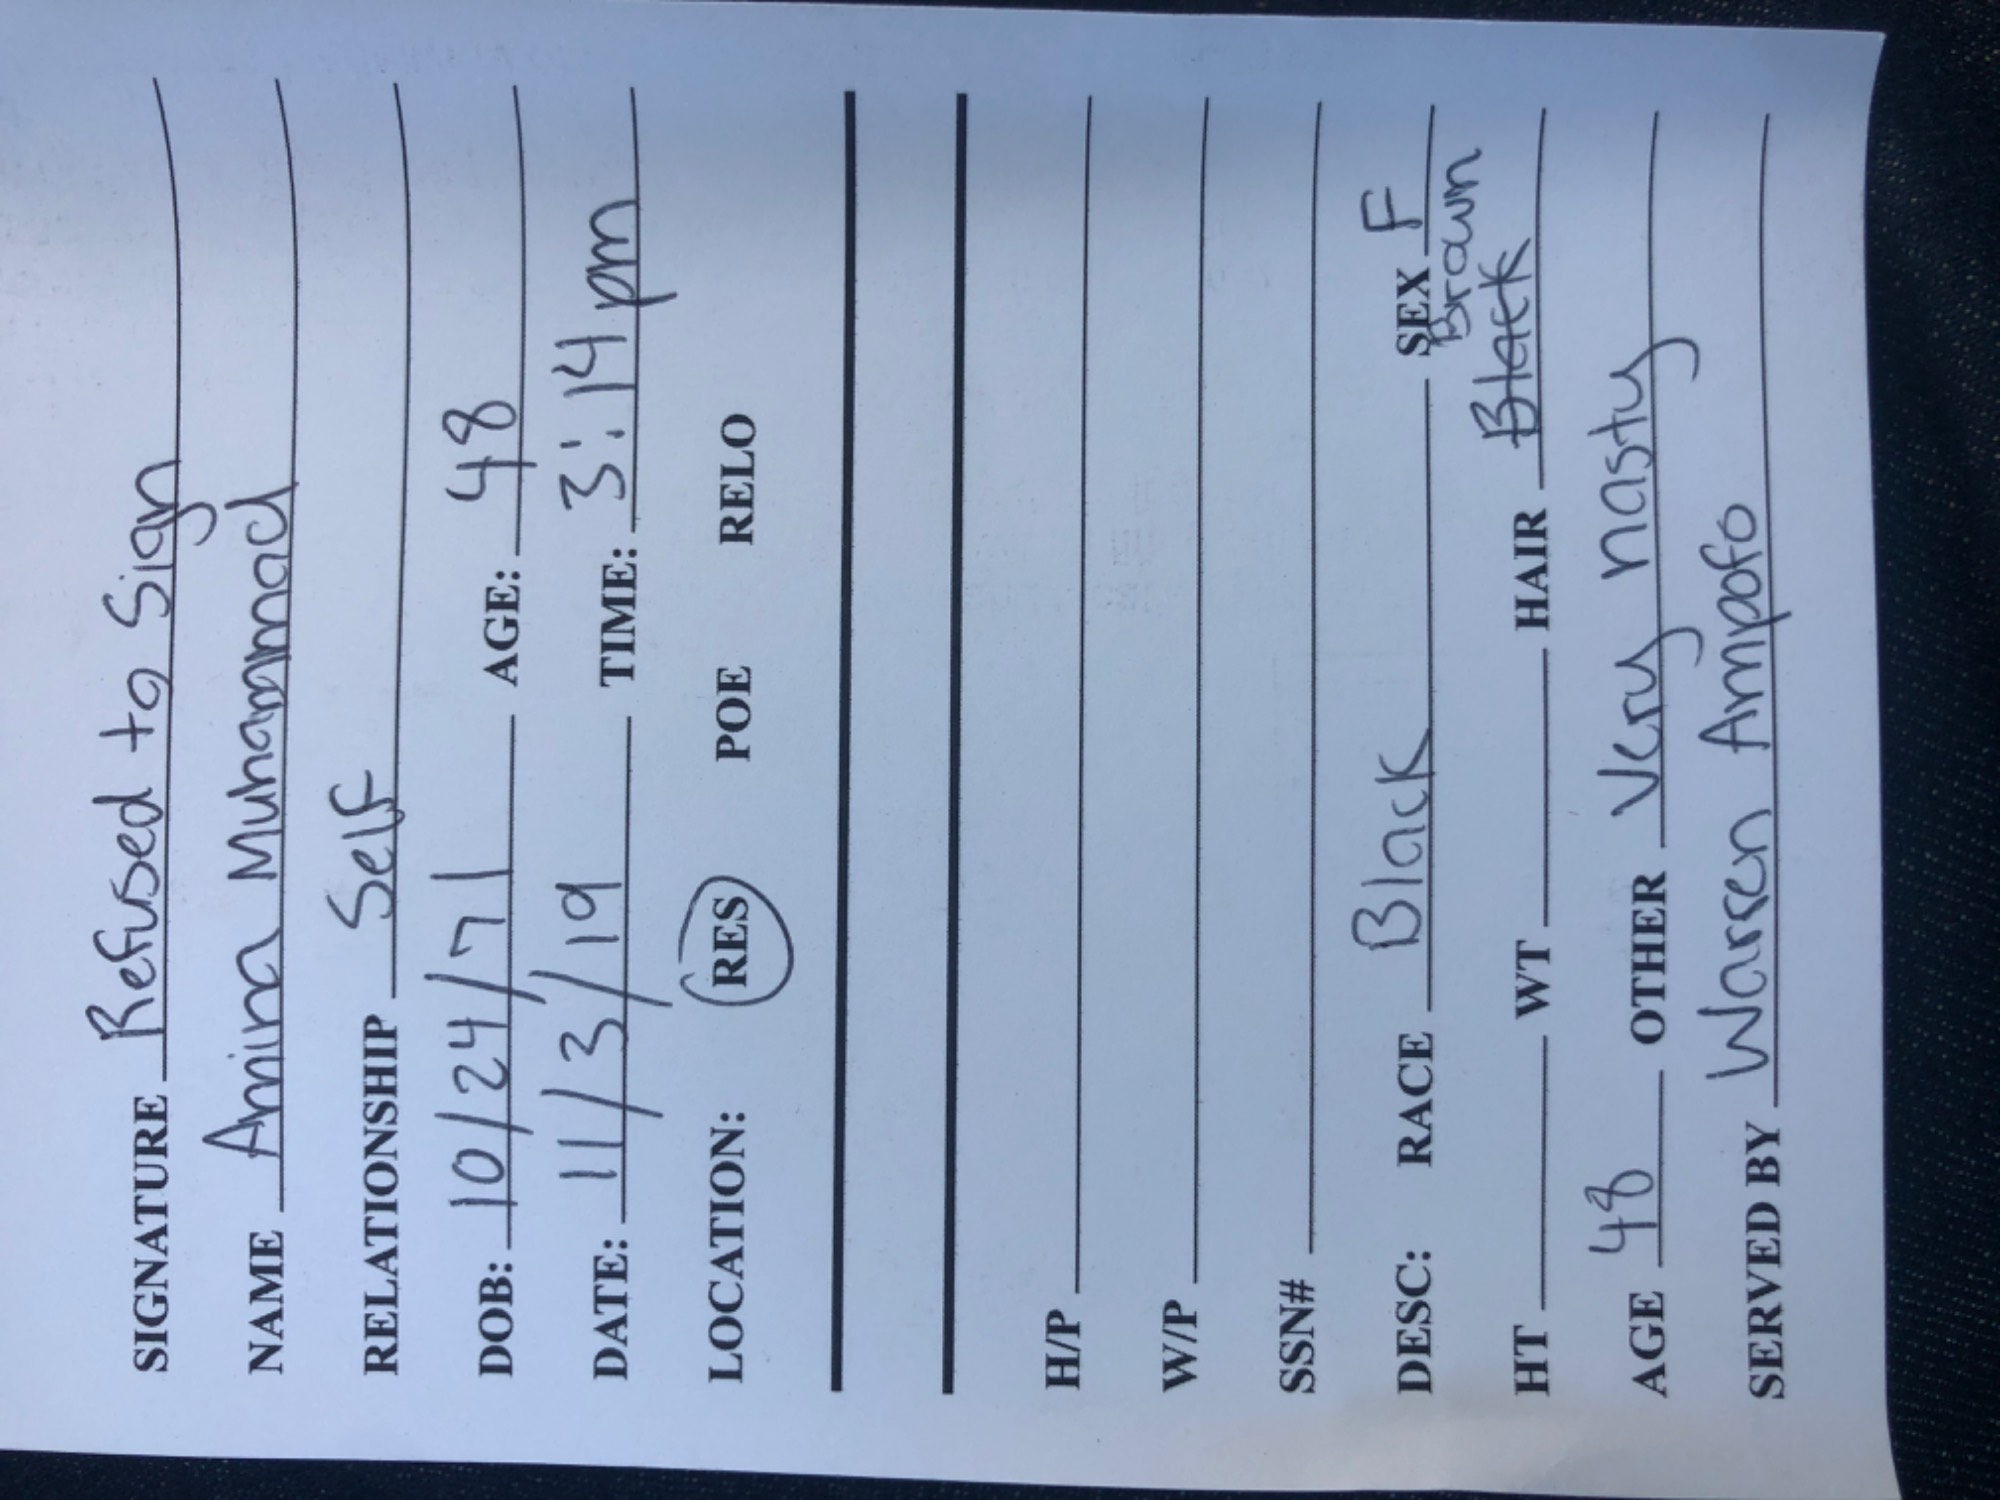 SIGNATURE Refused to Sign
NAME Amina Muhammad
RELATIONSHIP Self
DOB: 10/24/71 AGE: 48
DATE: 11/3/19 TIME: 3:14 pm
LOCATION: RES POE RELO
H/P
W/P
SSN#
DESC: RACE Black SEX F
Brown
HT WT HAIR Black
AGE 48 OTHER Very nasty
SERVED BY Warren Ampofo